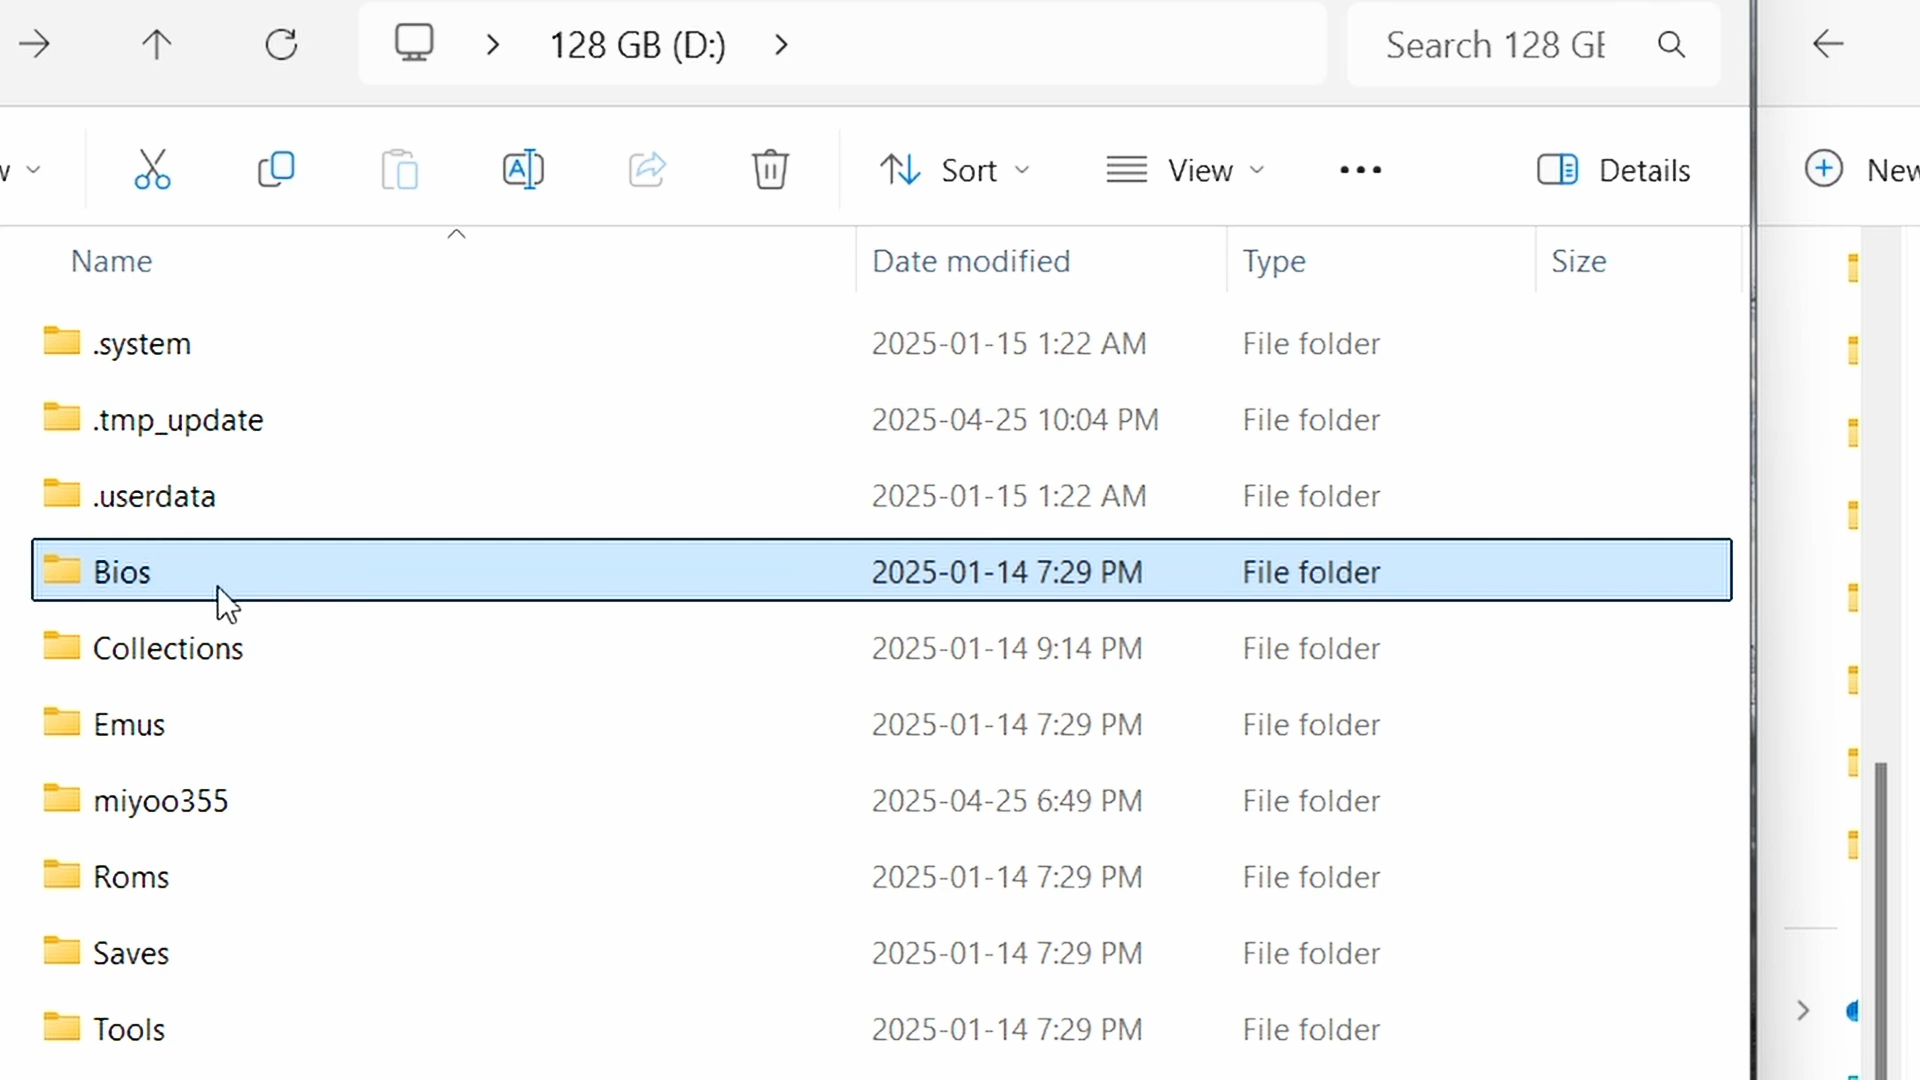 128 GB (D:)
Search 128 GB
Sort
View
Details
New
Name Date modified Type Size
.system 2025-01-15 1:22 AM File folder
.tmp_update 2025-04-25 10:04 PM File folder
.userdata 2025-01-15 1:22 AM File folder
Bios 2025-01-14 7:29 PM File folder
Collections 2025-01-14 9:14 PM File folder
Emus 2025-01-14 7:29 PM File folder
miyoo355 2025-04-25 6:49 PM File folder
Roms 2025-01-14 7:29 PM File folder
Saves 2025-01-14 7:29 PM File folder
Tools 2025-01-14 7:29 PM File folder